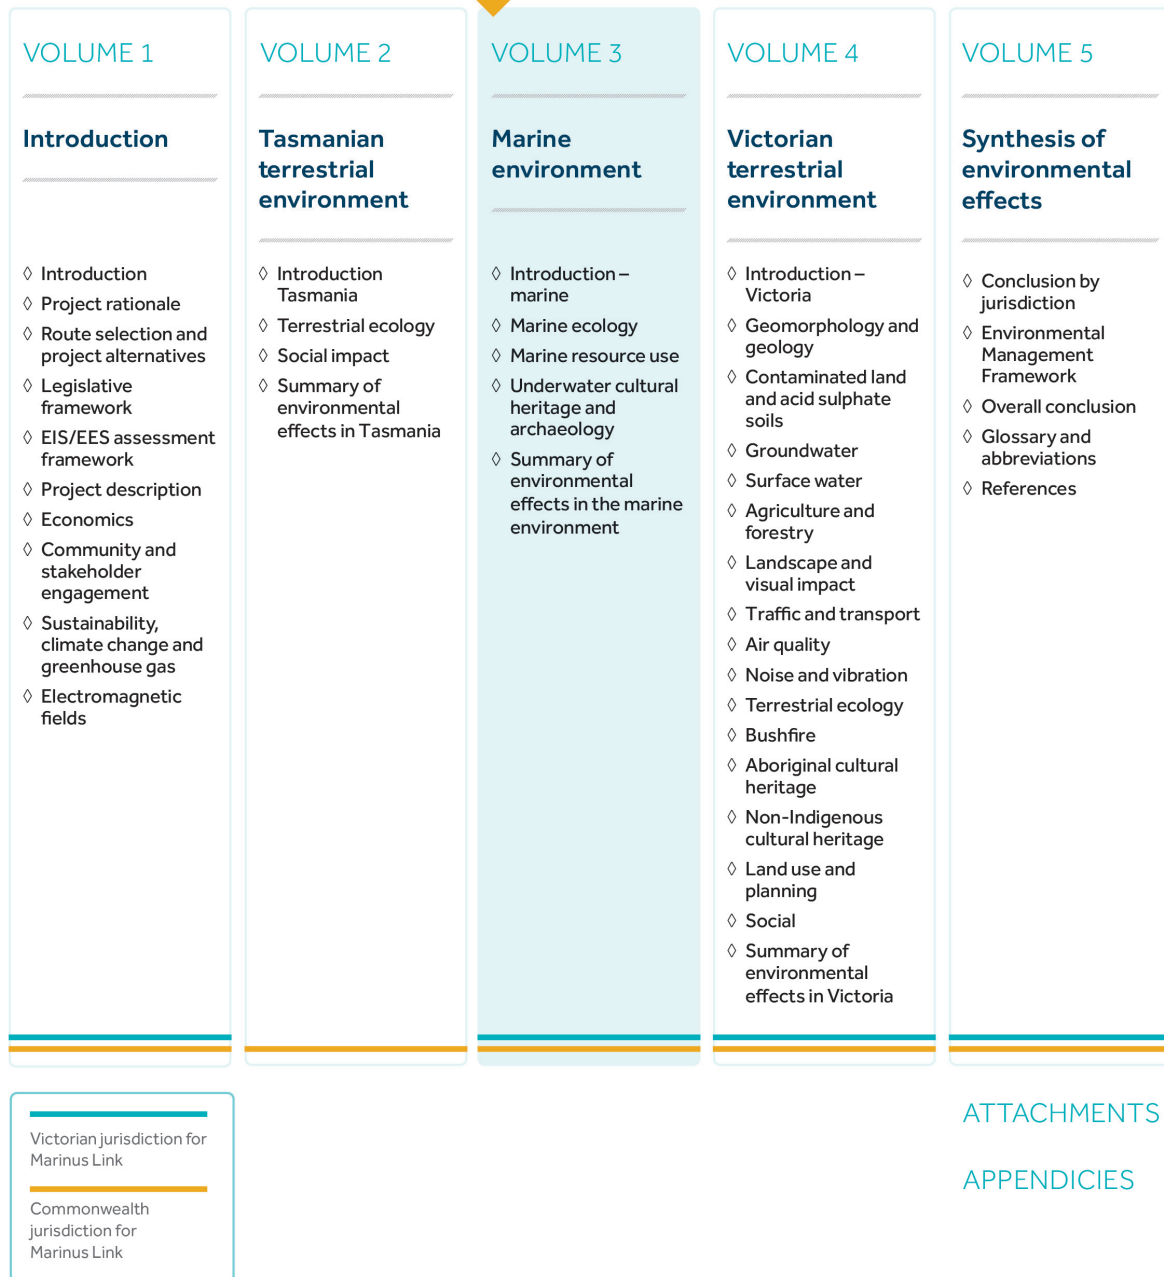 VOLUME 1
Introduction
◊ Introduction
◊ Project rationale
◊ Route selection and
project alternatives
◊ Legislative
framework
◊ EIS/EES assessment
framework
◊ Project description
◊ Economics
◊ Community and
stakeholder
engagement
◊ Sustainability,
climate change and
greenhouse gas
◊ Electromagnetic
fields
VOLUME 2
Tasmanian
terrestrial
environment
◊ Introduction
Tasmania
◊ Terrestrial ecology
◊ Social impact
◊ Summary of
environmental
effects in Tasmania
VOLUME 3
Marine
environment
◊ Introduction –
marine
◊ Marine ecology
◊ Marine resource use
◊ Underwater cultural
heritage and
archaeology
◊ Summary of
environmental
effects in the marine
environment
VOLUME 4
Victorian
terrestrial
environment
◊ Introduction –
Victoria
◊ Geomorphology and
geology
◊ Contaminated land
and acid sulphate
soils
◊ Groundwater
◊ Surface water
◊ Agriculture and
forestry
◊ Landscape and
visual impact
◊ Traffic and transport
◊ Air quality
◊ Noise and vibration
◊ Terrestrial ecology
◊ Bushfire
◊ Aboriginal cultural
heritage
◊ Non-Indigenous
cultural heritage
◊ Land use and
planning
◊ Social
◊ Summary of
environmental
effects in Victoria
VOLUME 5
Synthesis of
environmental
effects
◊ Conclusion by
jurisdiction
◊ Environmental
Management
Framework
◊ Overall conclusion
◊ Glossary and
abbreviations
◊ References
Victorian jurisdiction for
Marinus Link
Commonwealth
jurisdiction for
Marinus Link
ATTACHMENTS
APPENDICIES